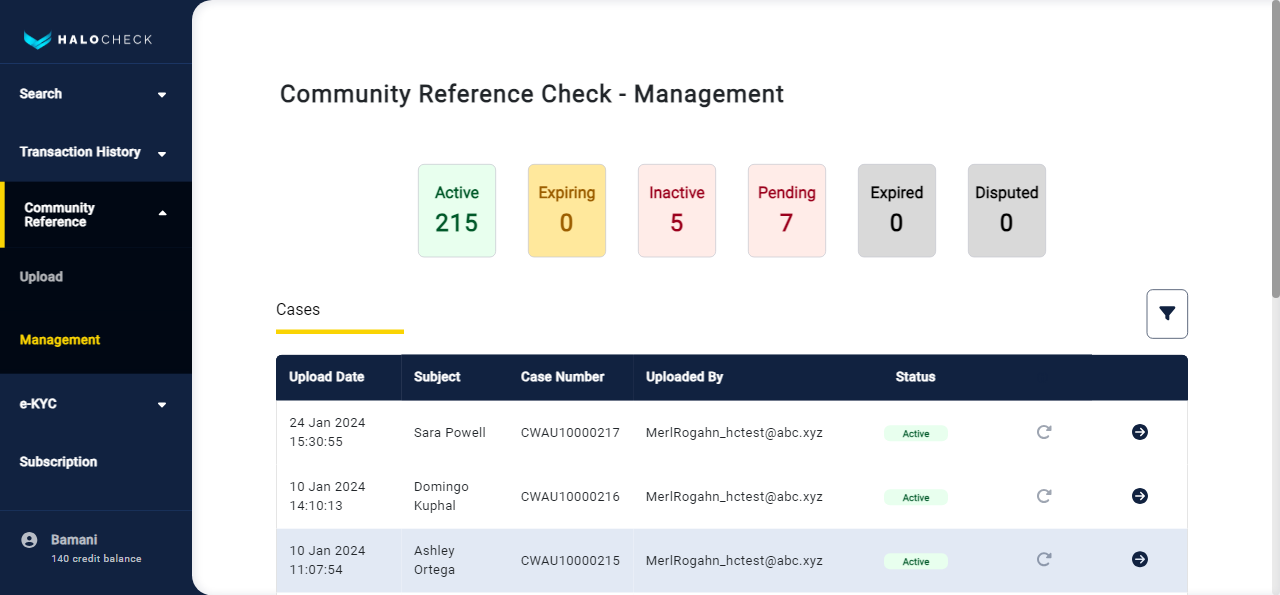 HALOCHECK
Search
Transaction History
Community
Reference
Upload
Management
e-KYC
Subscription
Bamani
140 credit balance
Community Reference Check - Management
Active Expiring Inactive Pending Expired Disputed
215 0 5 7 0 0
Cases
Upload Date Subject Case Number Uploaded By Status
24 Jan 2024
15:30:55 Sara Powell CWAU10000217 MerlRogahn_hctest@abc.xyz Active
10 Jan 2024 Domingo
14:10:13 Kuphal CWAU10000216 MerlRogahn_hctest@abc.xyz Active
10 Jan 2024 Ashley
11:07:54 Ortega CWAU10000215 MerlRogahn_hctest@abc.xyz Active